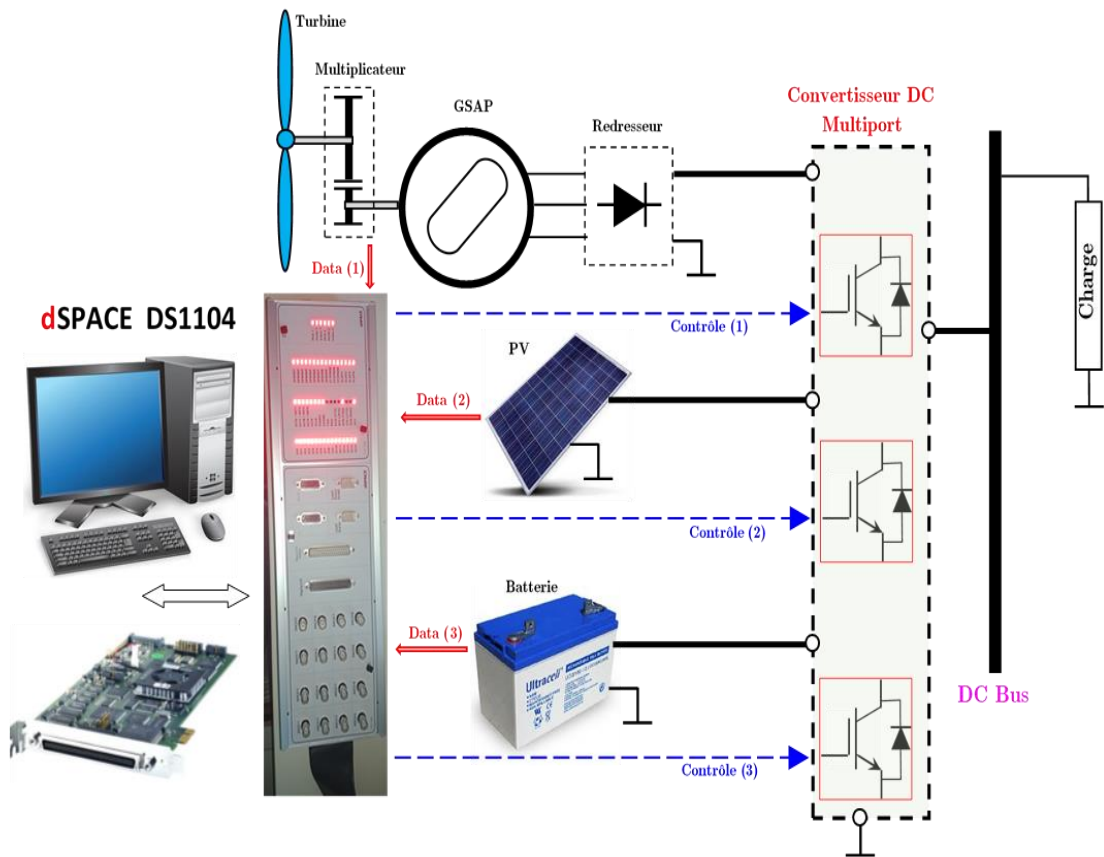 Turbine
Multiplicateur
GSAP
Redresseur
Convertisseur DC
Multiport
Data (1)
dSPACE DS1104
Contrôle (1)
Charge
PV
Data (2)
Contrôle (2)
Batterie
Data (3)
Ultracell
DC Bus
Contrôle (3)